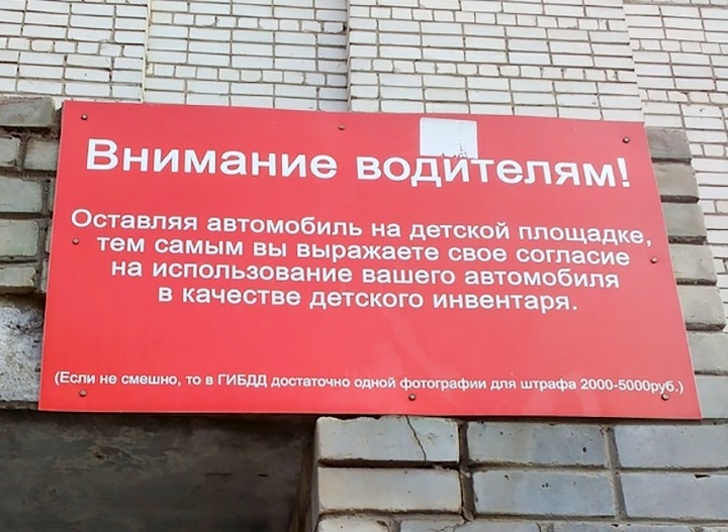 Внимание водителям!
Оставляя автомобиль на детской площадке,
тем самым вы выражаете свое согласие
на использование вашего автомобиля
в качестве детского инвентаря.
(Если не смешно, то в ГИБДД достаточно одной фотографии для штрафа 2000-5000руб.)